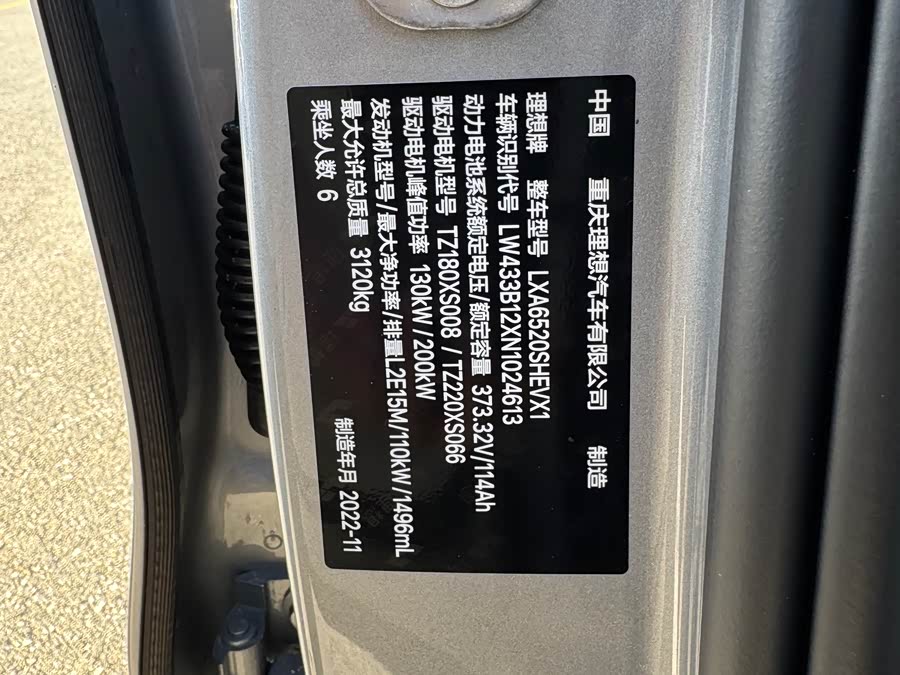 中国 重庆理想汽车有限公司 制造
理想牌 整车型号 LXA6520SHEVX1
车辆识别代号 LW433B12XN1024613
动力电池系统额定电压/额定容量 373.32V/114Ah
驱动电机型号 TZ180XS008 / TZ220XS066
驱动电机峰值功率 130kW / 200kW
发动机型号/最大净功率/排量L2E15M/110kW/1496mL
最大允许总质量 3120kg
乘坐人数 6 制造年月 2022-11